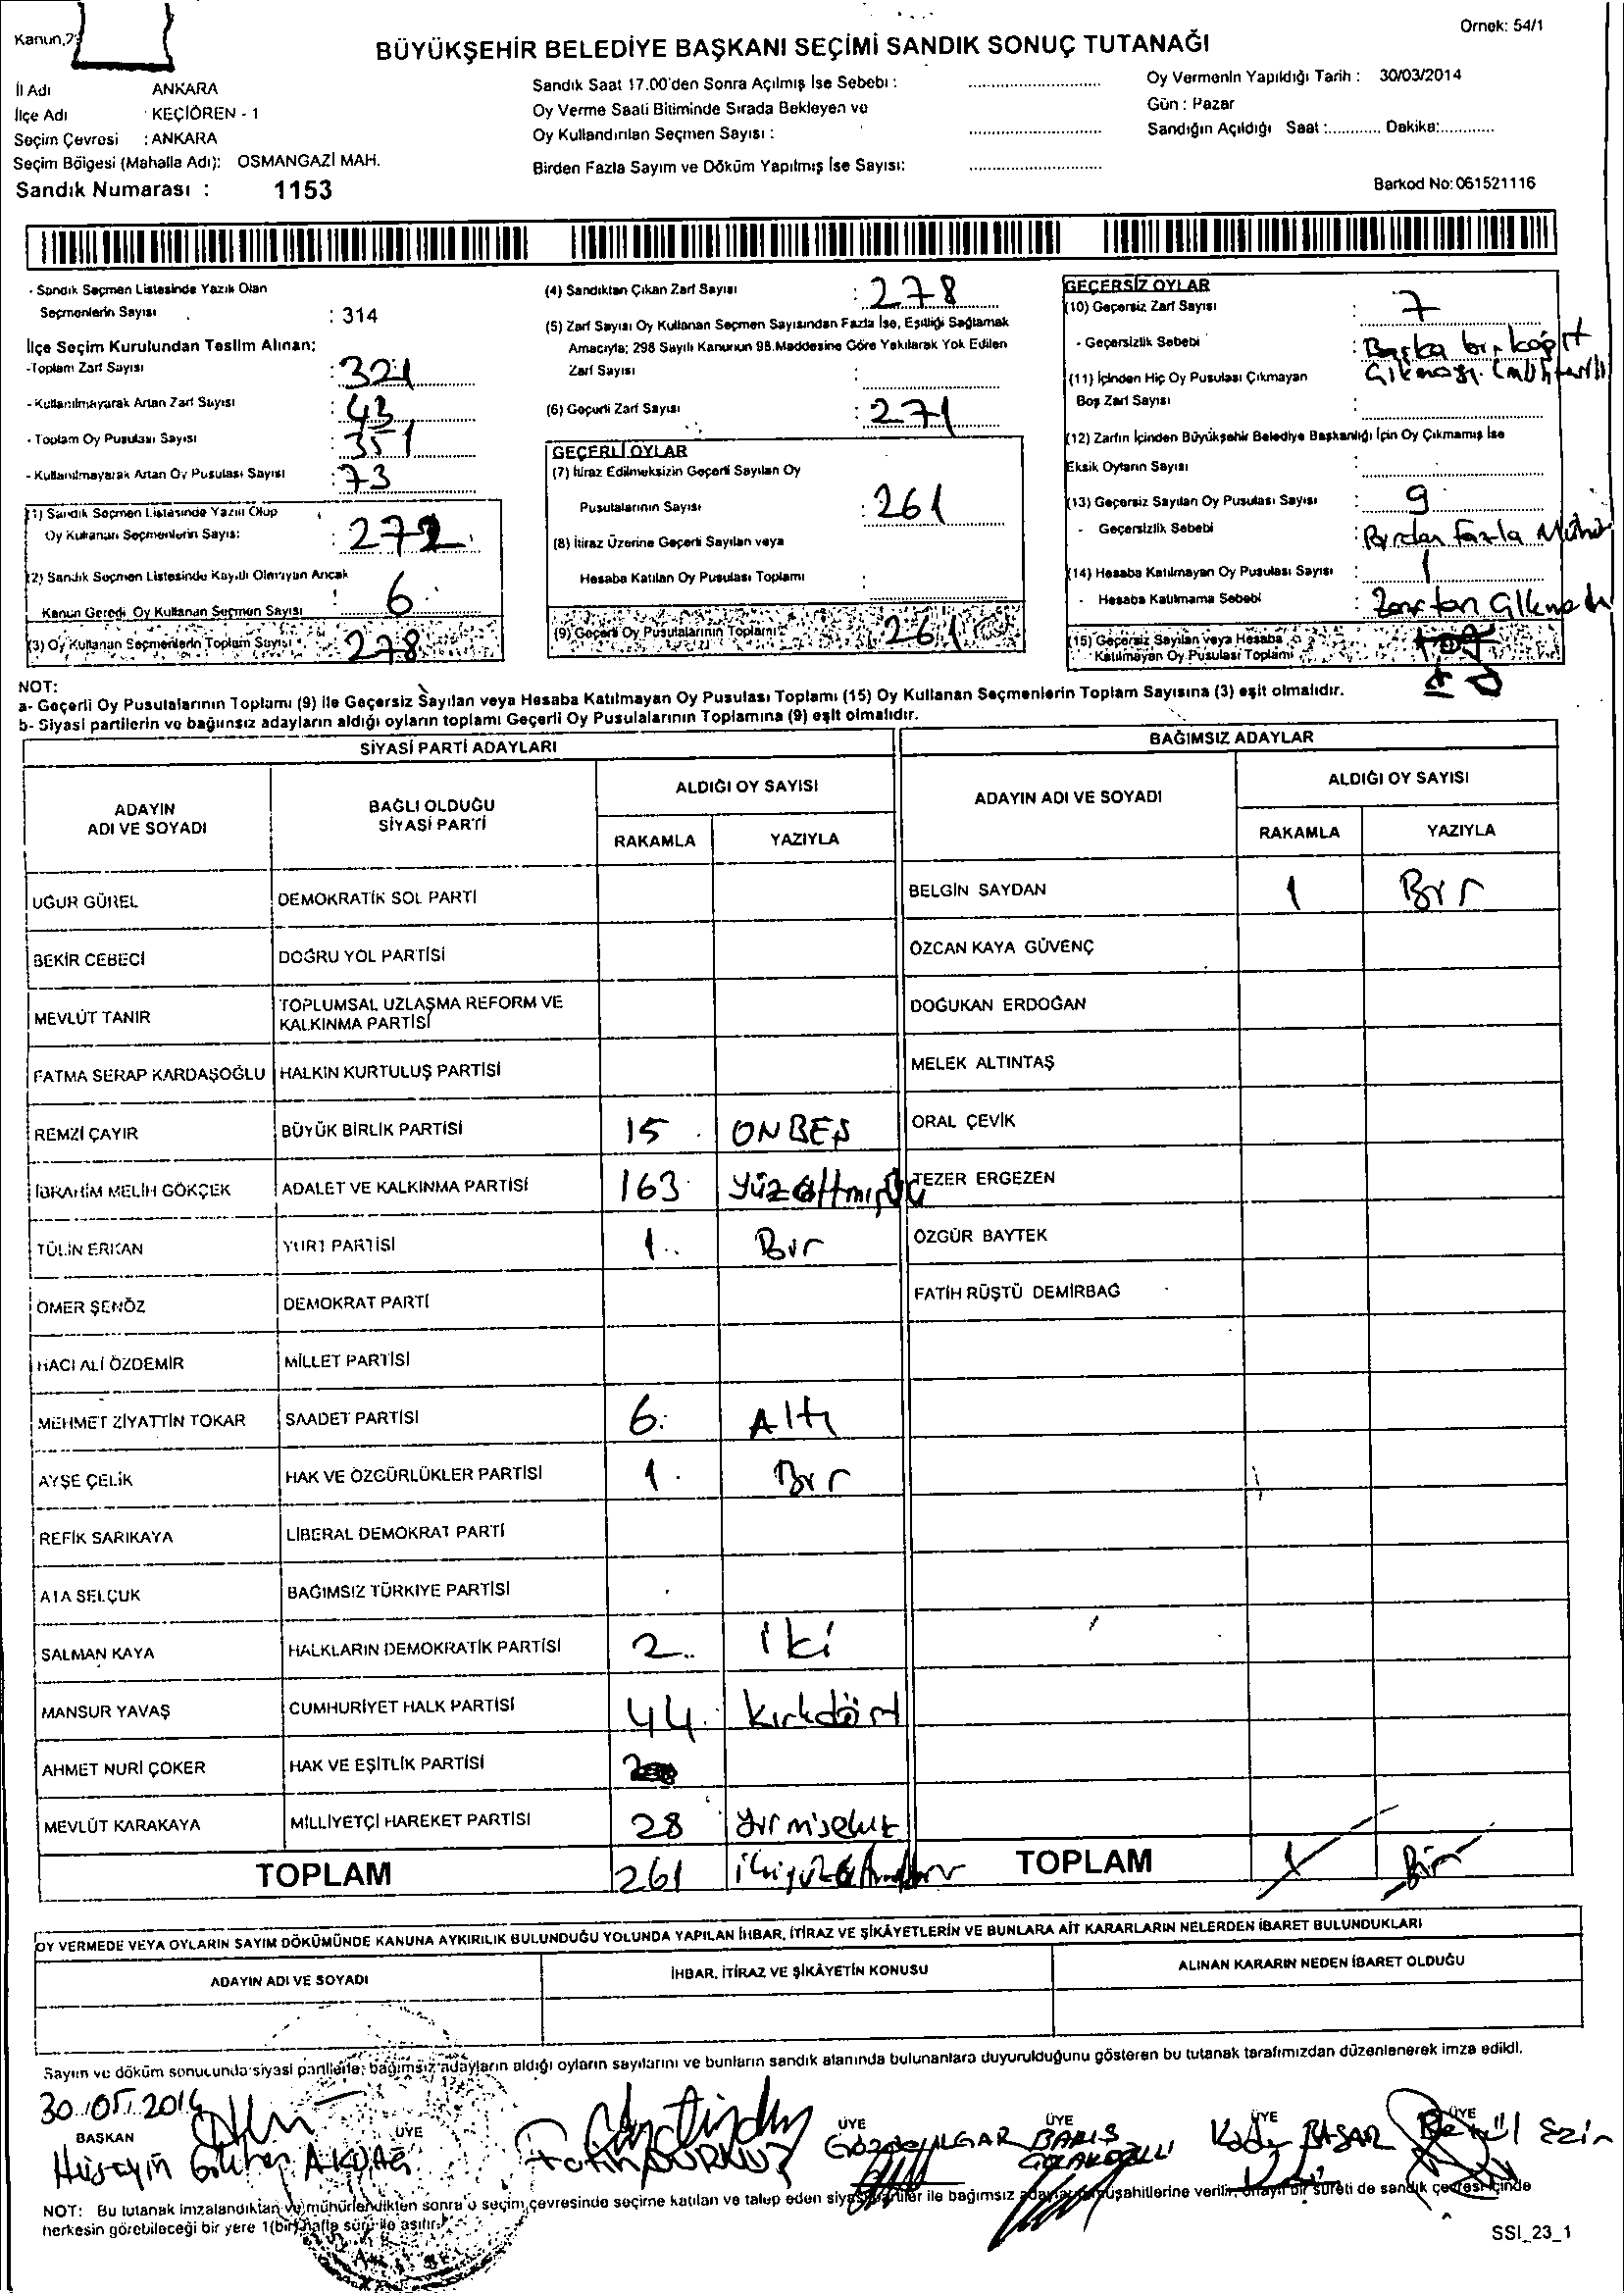 Örnek: 54/1
Kanun,7
BÜYÜKŞEHİR BELEDİYE BAŞKANI SEÇİMİ SANDIK SONUÇ TUTANAĞI
İl Adı ANKARA
İlçe Adı : KEÇİÖREN - 1
Seçim Çevresi : ANKARA
Seçim Bölgesi (Mahalle Adı): OSMANGAZİ MAH.
Sandık Numarası : 1153
Sandık Saat 17.00'den Sonra Açılmış İse Sebebi :
Oy Verme Saati Bitiminde Sırada Bekleyen ve
Oy Kullandırılan Seçmen Sayısı :
Birden Fazla Sayım ve Döküm Yapılmış İse Sayısı:
Oy Vermenin Yapıldığı Tarih : 30/03/2014
Gün : Pazar
Sandığın Açıldığı Saat :............ Dakika:............
Barkod No: 061521116
- Sandık Seçmen Listesinde Yazılı Olan
Seçmenlerin Sayısı : 314
İlçe Seçim Kurulundan Teslim Alınan;
-Toplam Zarf Sayısı : 321
- Kullanılmayarak Artan Zarf Sayısı : 43
- Toplam Oy Pusulası Sayısı : 351
- Kullanılmayarak Artan Oy Pusulası Sayısı : 73
(1) Sandık Seçmen Listesinde Yazılı Olup
Oy Kullanan Seçmenlerin Sayısı : 272
(2) Sandık Seçmen Listesinde Kayıtlı Olmayan Ancak
Kanun Gereği Oy Kullanan Seçmen Sayısı : 6
(3) Oy Kullanan Seçmenlerin Toplam Sayısı : 278
(4) Sandıktan Çıkan Zarf Sayısı : 278
(5) Zarf Sayısı Oy Kullanan Seçmen Sayısından Fazla İse, Eşitliği Sağlamak
Amacıyla; 298 Sayılı Kanunun 98.Maddesine Göre Yakılarak Yok Edilen
Zarf Sayısı :
(6) Geçerli Zarf Sayısı : 271
GEÇERLİ OYLAR
(7) İtiraz Edilmeksizin Geçerli Sayılan Oy
Pusulalarının Sayısı : 261
(8) İtiraz Üzerine Geçerli Sayılan veya
Hesaba Katılan Oy Pusulası Toplamı :
(9) Geçerli Oy Pusulalarının Toplamı : 261
GEÇERSİZ OYLAR
(10) Geçersiz Zarf Sayısı : 7
- Geçersizlik Sebebi : Başka bir kağıt
(11) İçinden Hiç Oy Pusulası Çıkmayan
Çıkması
Boş Zarf Sayısı :
(12) Zarfın İçinden Büyükşehir Belediye Başkanlığı İçin Oy Çıkmamış İse
Eksik Oyların Sayısı :
(13) Geçersiz Sayılan Oy Pusulası Sayısı : 9
- Geçersizlik Sebebi : Birden Fazla Mühür
(14) Hesaba Katılmayan Oy Pusulası Sayısı : 1
- Hesaba Katılmama Sebebi : Zarftan Çıkmadı
(15) Geçersiz Sayılan veya Hesaba
Katılmayan Oy Pusulası Toplamı :
NOT:
a- Geçerli Oy Pusulalarının Toplamı (9) ile Geçersiz Sayılan veya Hesaba Katılmayan Oy Pusulası Toplamı (15) Oy Kullanan Seçmenlerin Toplam Sayısına (3) eşit olmalıdır.
b- Siyasi partilerin ve bağımsız adayların aldığı oyların toplamı Geçerli Oy Pusulalarının Toplamına (9) eşit olmalıdır.
SİYASİ PARTİ ADAYLARI
BAĞIMSIZ ADAYLAR
ADAYIN ADI VE SOYADI
BAĞLI OLDUĞU SİYASİ PARTİ
ALDIĞI OY SAYISI
RAKAMLA YAZIYLA
ADAYIN ADI VE SOYADI
ALDIĞI OY SAYISI
RAKAMLA YAZIYLA
UĞUR GÜREL DEMOKRATİK SOL PARTİ
BEKİR CEBECİ DOĞRU YOL PARTİSİ
MEVLÜT TANIR TOPLUMSAL UZLAŞMA REFORM VE
KALKINMA PARTİSİ
FATMA SERAP KARDAŞOĞLU HALKIN KURTULUŞ PARTİSİ
REMZİ ÇAYIR BÜYÜK BİRLİK PARTİSİ 15 ONBEŞ
İBRAHİM MELİH GÖKÇEK ADALET VE KALKINMA PARTİSİ 163 Yüzaltmışüç
TÜLİN ERKAN YURT PARTİSİ 1 Bir
ÖMER ŞENÖZ DEMOKRAT PARTİ
HACI ALİ ÖZDEMİR MİLLET PARTİSİ
MEHMET ZİYATTİN TOKAR SAADET PARTİSİ 6 Altı
AYŞE ÇELİK HAK VE ÖZGÜRLÜKLER PARTİSİ 1 Bir
REFİK SARIKAYA LİBERAL DEMOKRAT PARTİ
ATA SELÇUK BAĞIMSIZ TÜRKİYE PARTİSİ
SALMAN KAYA HALKLARIN DEMOKRATİK PARTİSİ 2 iki
MANSUR YAVAŞ CUMHURİYET HALK PARTİSİ 44 kırkdört
AHMET NURİ ÇOKER HAK VE EŞİTLİK PARTİSİ
MEVLÜT KARAKAYA MİLLİYETÇİ HAREKET PARTİSİ 28 yirmisekiz
TOPLAM 261
BELGİN SAYDAN 1 Bir
ÖZCAN KAYA GÜVENÇ
DOĞUKAN ERDOĞAN
MELEK ALTINTAŞ
ORAL ÇEVİK
TEZER ERGEZEN
ÖZGÜR BAYTEK
FATİH RÜŞTÜ DEMİRBAĞ
TOPLAM 1 Bir
OY VERMEDE VEYA OYLARIN SAYIM DÖKÜMÜNDE KANUNA AYKIRILIK BULUNDUĞU YOLUNDA YAPILAN İHBAR, İTİRAZ VE ŞİKÂYETLERİN VE BUNLARA AİT KARARLARIN NELERDEN İBARET BULUNDUKLARI
ADAYIN ADI VE SOYADI İHBAR, İTİRAZ VE ŞİKÂYETİN KONUSU ALINAN KARARIN NEDEN İBARET OLDUĞU
Sayım ve döküm sonucunda siyasi partilerle, bağımsız adayların aldığı oyların sayılarını ve bunların sandık alanında bulunanlara duyurulduğunu gösteren bu tutanak tarafımızdan düzenlenerek imza edildi.
BAŞKAN ÜYE ÜYE ÜYE ÜYE ÜYE
Hüseyin
Fatih DURMUŞ
BARIŞ
BAŞAR
NOT: Bu tutanak imzalandıktan ve mühürlendikten sonra o seçim çevresinde seçime katılan ve talep eden siyasi partiler ile bağımsız adayların müşahitlerine verilir, onaylı bir sureti de sandık çevresi içinde
herkesin görebileceği bir yere 1(bir) hafta süre ile asılır.
SSI_23_1